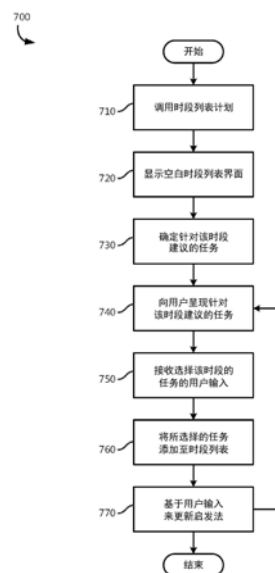 700
开始
710
调用时段列表计划
720
显示空白时段列表界面
730
确定针对该时段
建议的任务
740
向用户呈现针对
该时段建议的任务
750
接收选择该时段的
任务的用户输入
760
将所选择的任务
添加至时段列表
770
基于用户输入
来更新启发法
结束